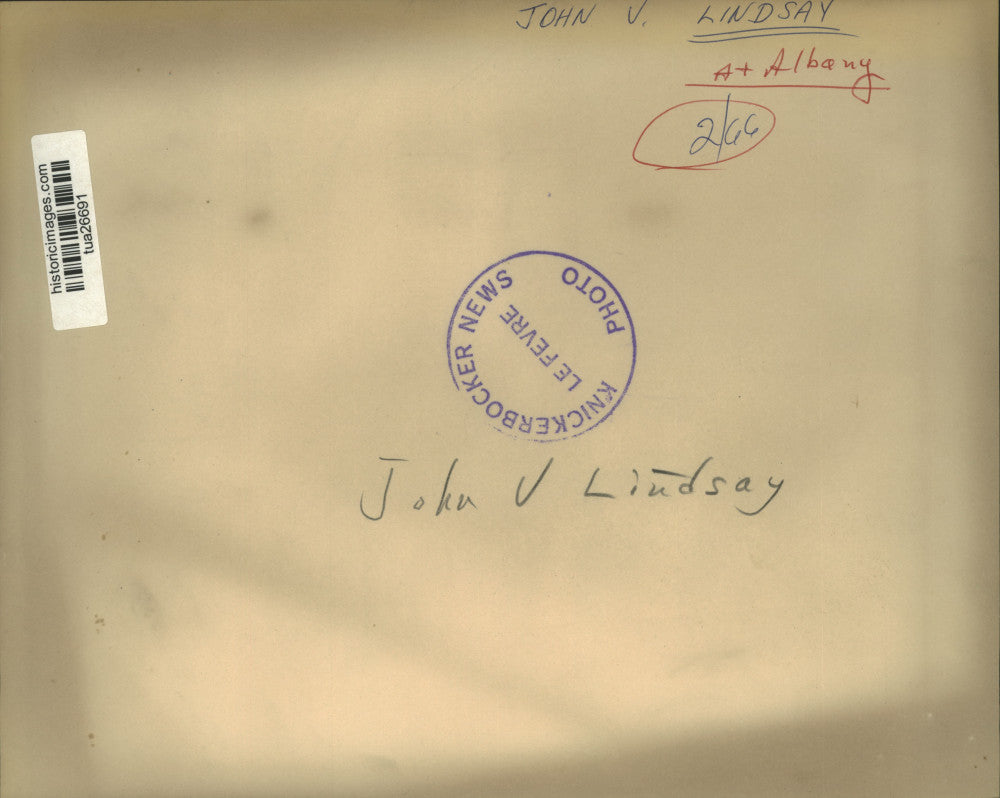 JOHN V. LINDSAY
At Albany
2/66
historicimages.com
tua26691
KNICKERBOCKER NEWS
PHOTO
LE FEVRE
John V Lindsay